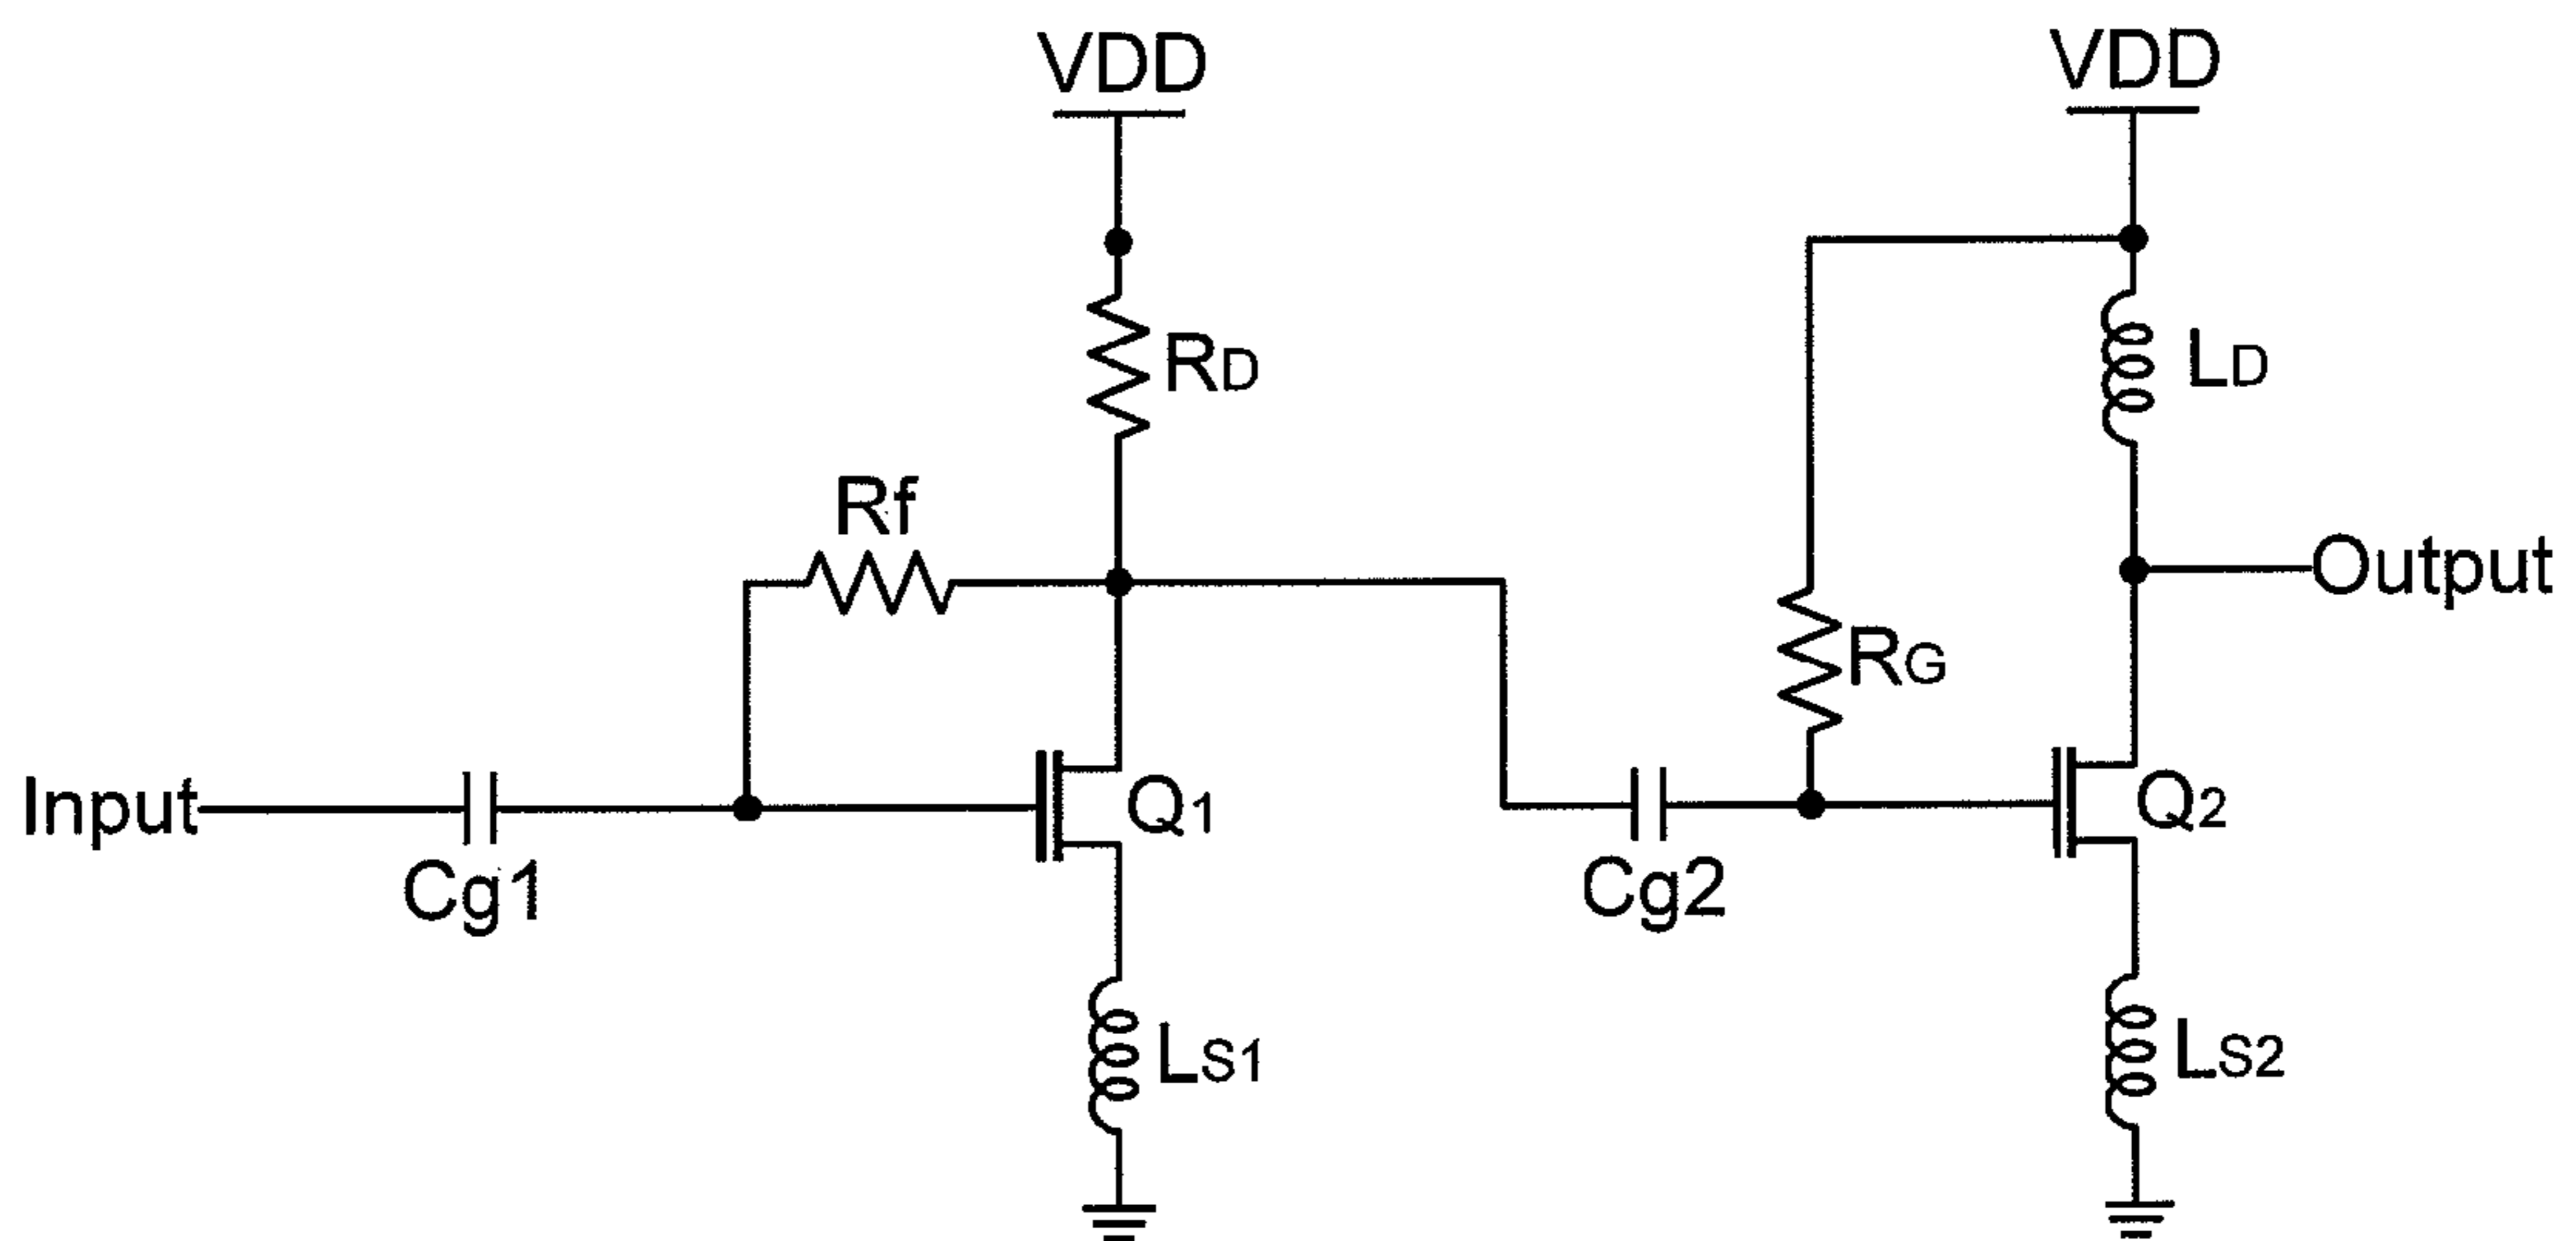 VDD
VDD
RD
LD
Rf
Output
RG
Input
Q1
Q2
Cg1
Cg2
LS1
LS2